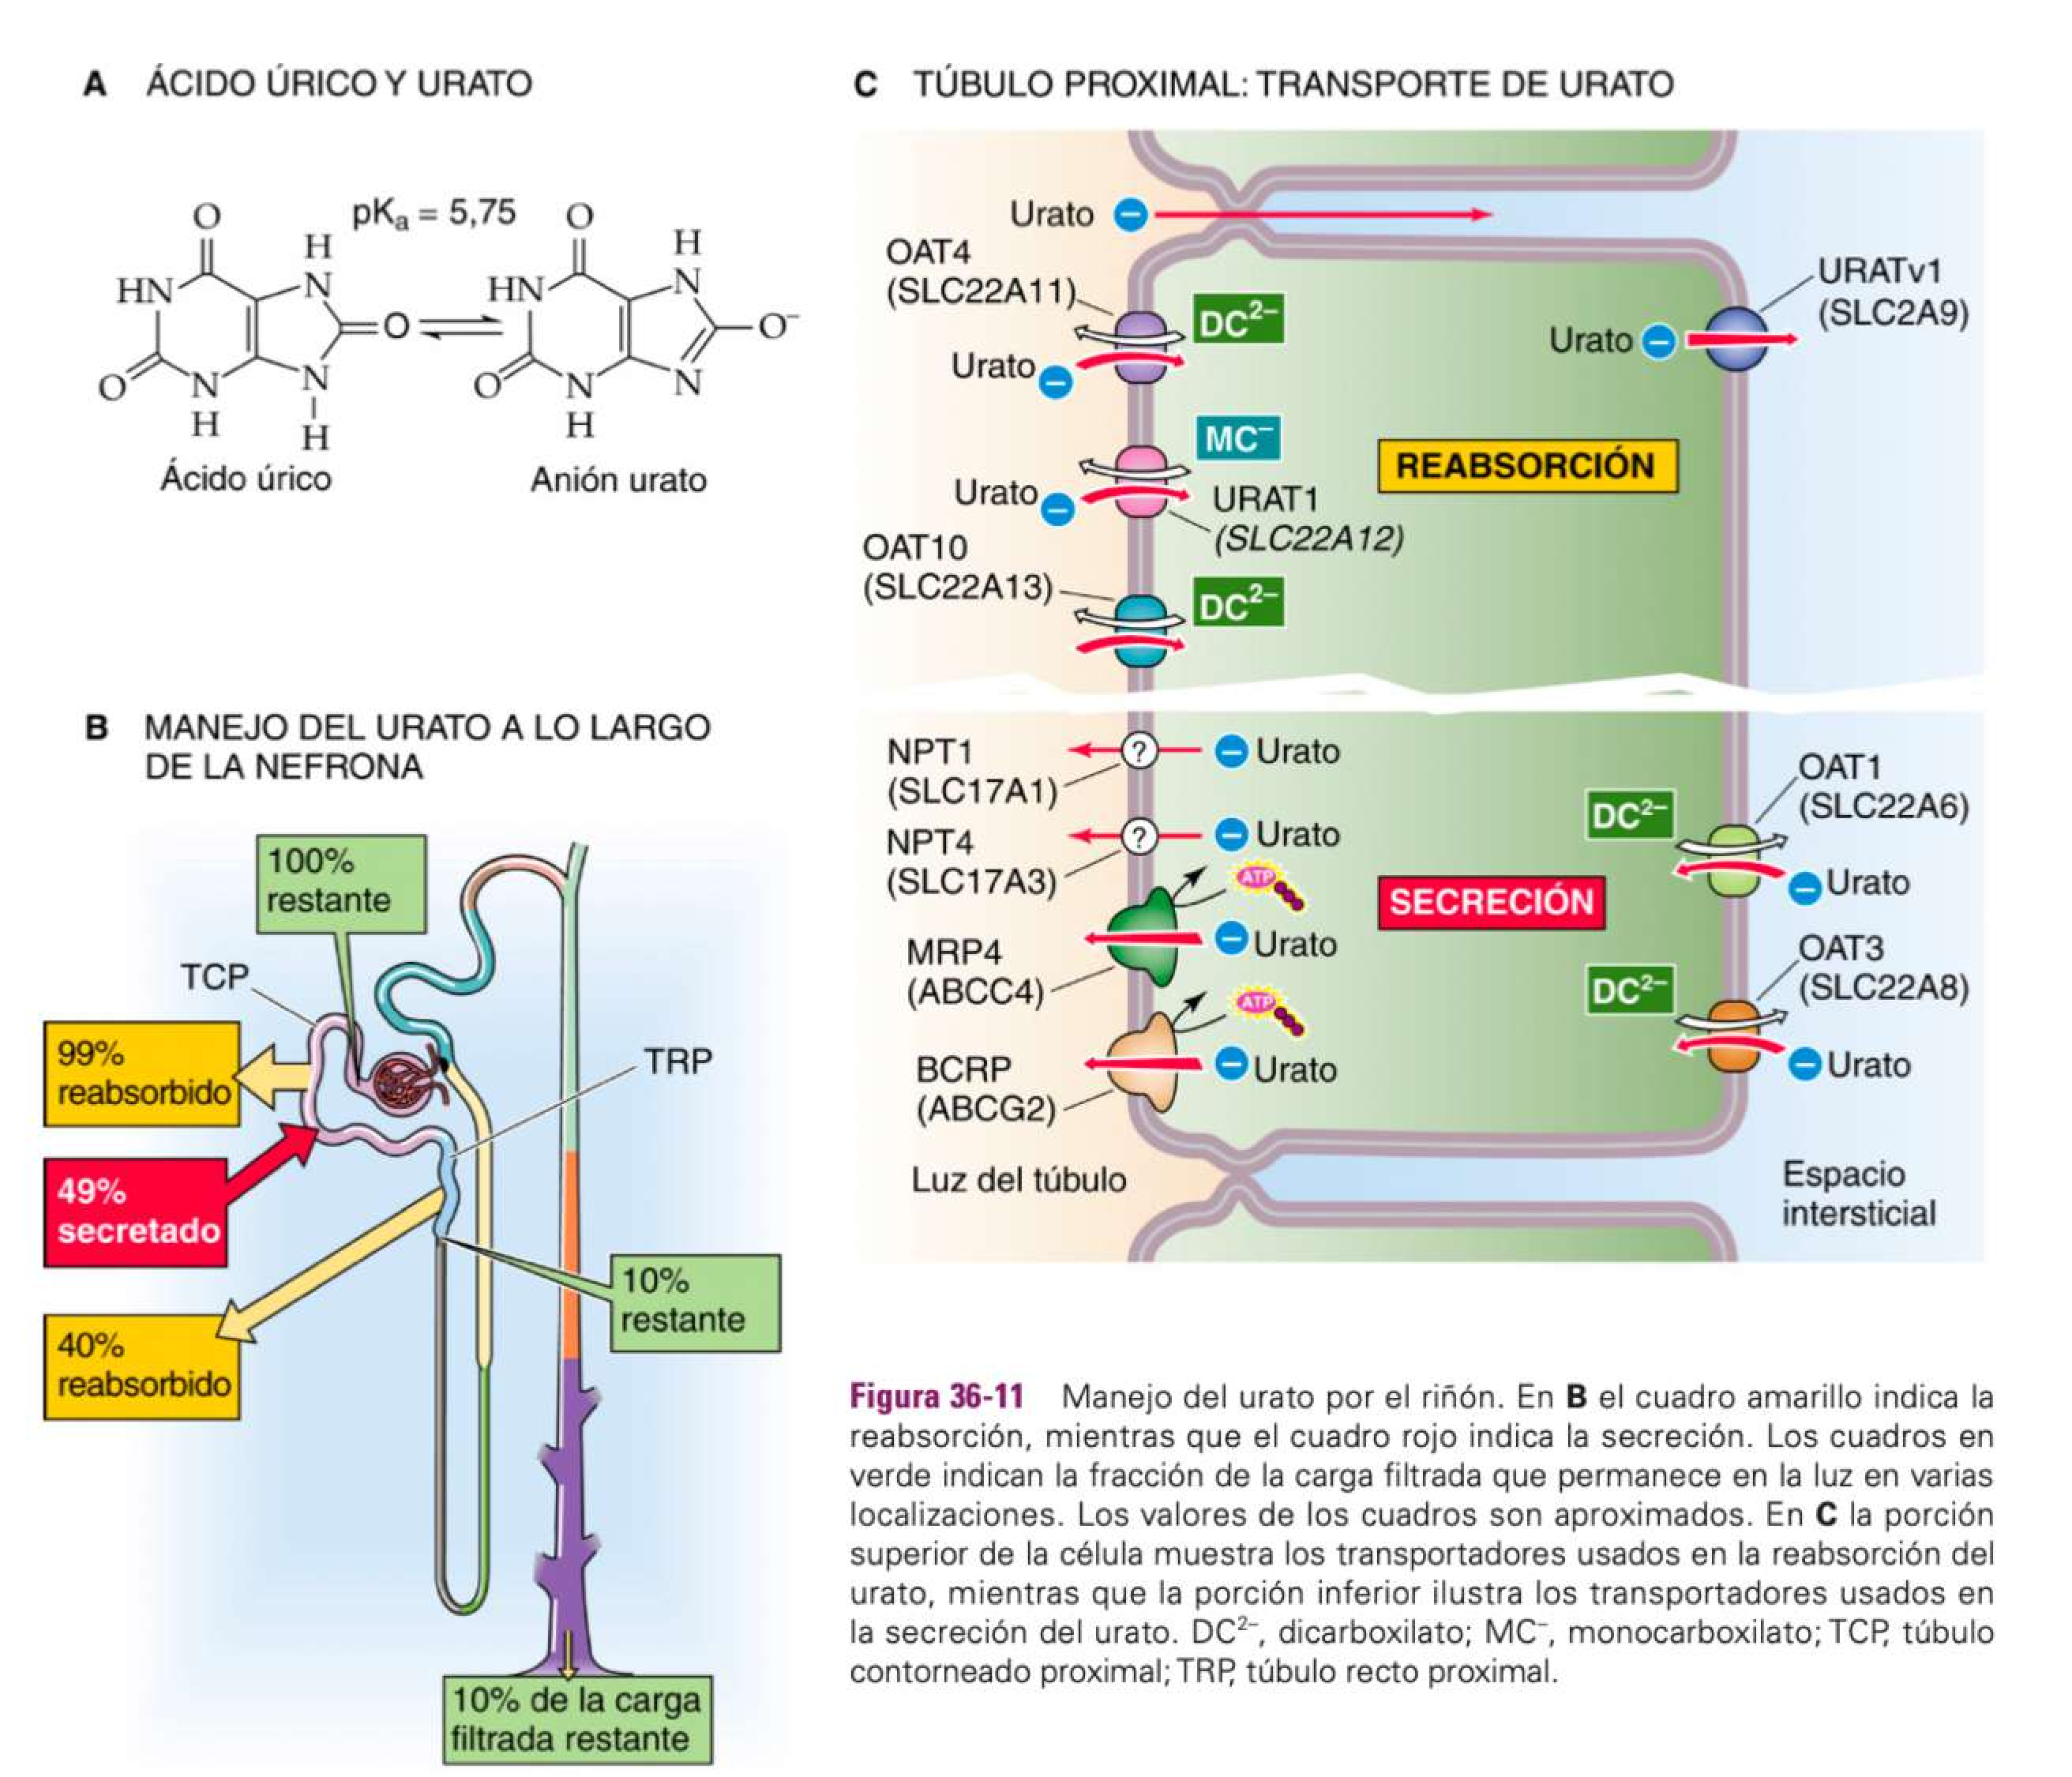 A ÁCIDO ÚRICO Y URATO
pKa = 5,75
O
H
HN
N
O
O
N
H
N
H
Ácido úrico
O
H
HN
N
O⁻
O
N
H
N
Anión urato
B MANEJO DEL URATO A LO LARGO
DE LA NEFRONA
100%
restante
TCP
99%
reabsorbido
TRP
49%
secretado
10%
restante
40%
reabsorbido
10% de la carga
filtrada restante
C TÚBULO PROXIMAL: TRANSPORTE DE URATO
Urato −
OAT4
(SLC22A11)
DC²⁻
Urato −
URATv1
(SLC2A9)
Urato −
MC⁻
Urato −
URAT1
(SLC22A12)
REABSORCIÓN
OAT10
(SLC22A13)
DC²⁻
NPT1
(SLC17A1)
? − Urato
NPT4
(SLC17A3)
? − Urato
ATP
MRP4
(ABCC4)
− Urato
ATP
BCRP
(ABCG2)
− Urato
SECRECIÓN
OAT1
(SLC22A6)
DC²⁻
− Urato
OAT3
(SLC22A8)
DC²⁻
− Urato
Luz del túbulo
Espacio
intersticial
Figura 36-11 Manejo del urato por el riñón. En B el cuadro amarillo indica la
reabsorción, mientras que el cuadro rojo indica la secreción. Los cuadros en
verde indican la fracción de la carga filtrada que permanece en la luz en varias
localizaciones. Los valores de los cuadros son aproximados. En C la porción
superior de la célula muestra los transportadores usados en la reabsorción del
urato, mientras que la porción inferior ilustra los transportadores usados en
la secreción del urato. DC²⁻, dicarboxilato; MC⁻, monocarboxilato; TCP, túbulo
contorneado proximal; TRP, túbulo recto proximal.